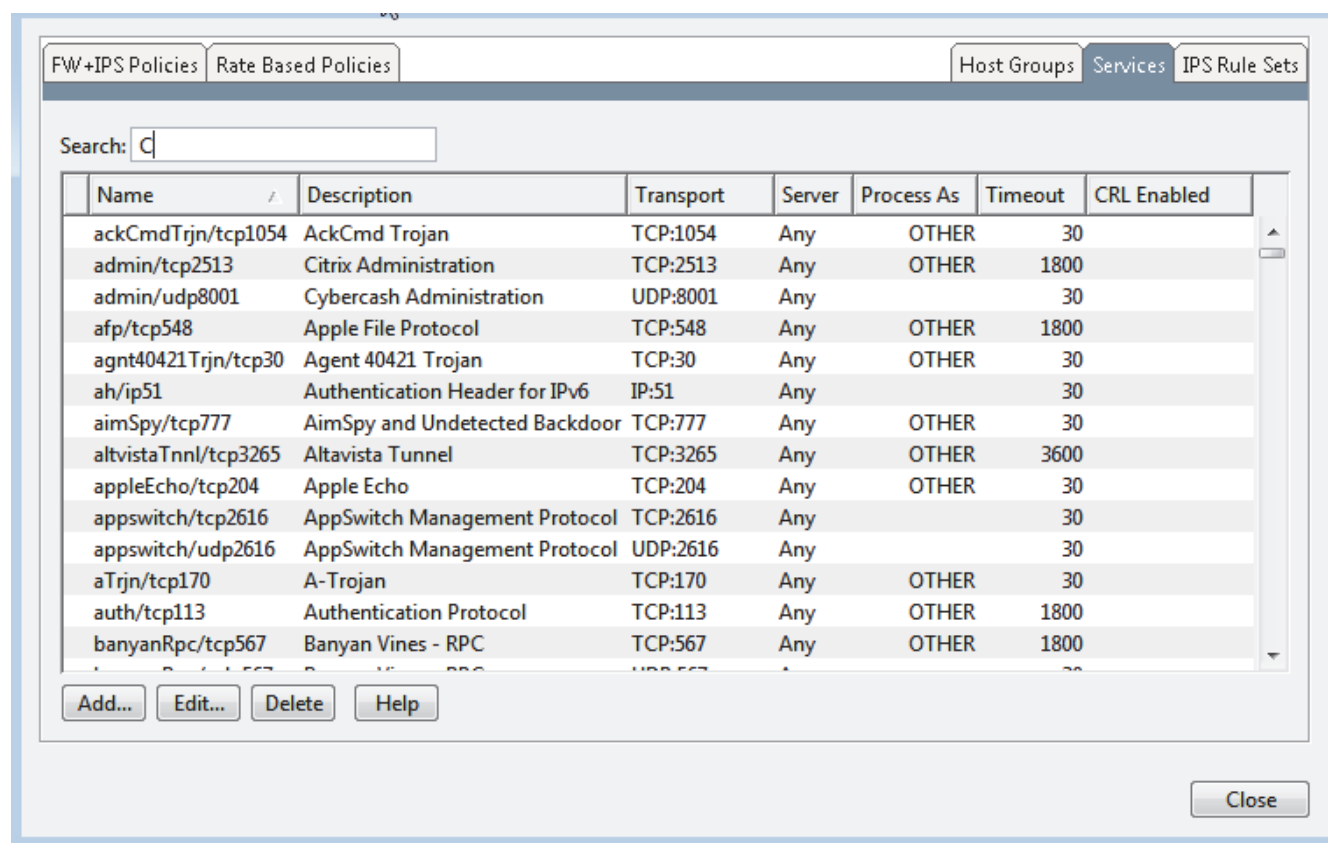 FW+IPS Policies Rate Based Policies Host Groups Services IPS Rule Sets
Search: C
Name Description Transport Server Process As Timeout CRL Enabled
ackCmdTrjn/tcp1054 AckCmd Trojan TCP:1054 Any OTHER 30
admin/tcp2513 Citrix Administration TCP:2513 Any OTHER 1800
admin/udp8001 Cybercash Administration UDP:8001 Any 30
afp/tcp548 Apple File Protocol TCP:548 Any OTHER 1800
agnt40421Trjn/tcp30 Agent 40421 Trojan TCP:30 Any OTHER 30
ah/ip51 Authentication Header for IPv6 IP:51 Any 30
aimSpy/tcp777 AimSpy and Undetected Backdoor TCP:777 Any OTHER 30
altvistaTnnl/tcp3265 Altavista Tunnel TCP:3265 Any OTHER 3600
appleEcho/tcp204 Apple Echo TCP:204 Any OTHER 30
appswitch/tcp2616 AppSwitch Management Protocol TCP:2616 Any 30
appswitch/udp2616 AppSwitch Management Protocol UDP:2616 Any 30
aTrjn/tcp170 A-Trojan TCP:170 Any OTHER 30
auth/tcp113 Authentication Protocol TCP:113 Any OTHER 1800
banyanRpc/tcp567 Banyan Vines - RPC TCP:567 Any OTHER 1800
Add... Edit... Delete Help
Close